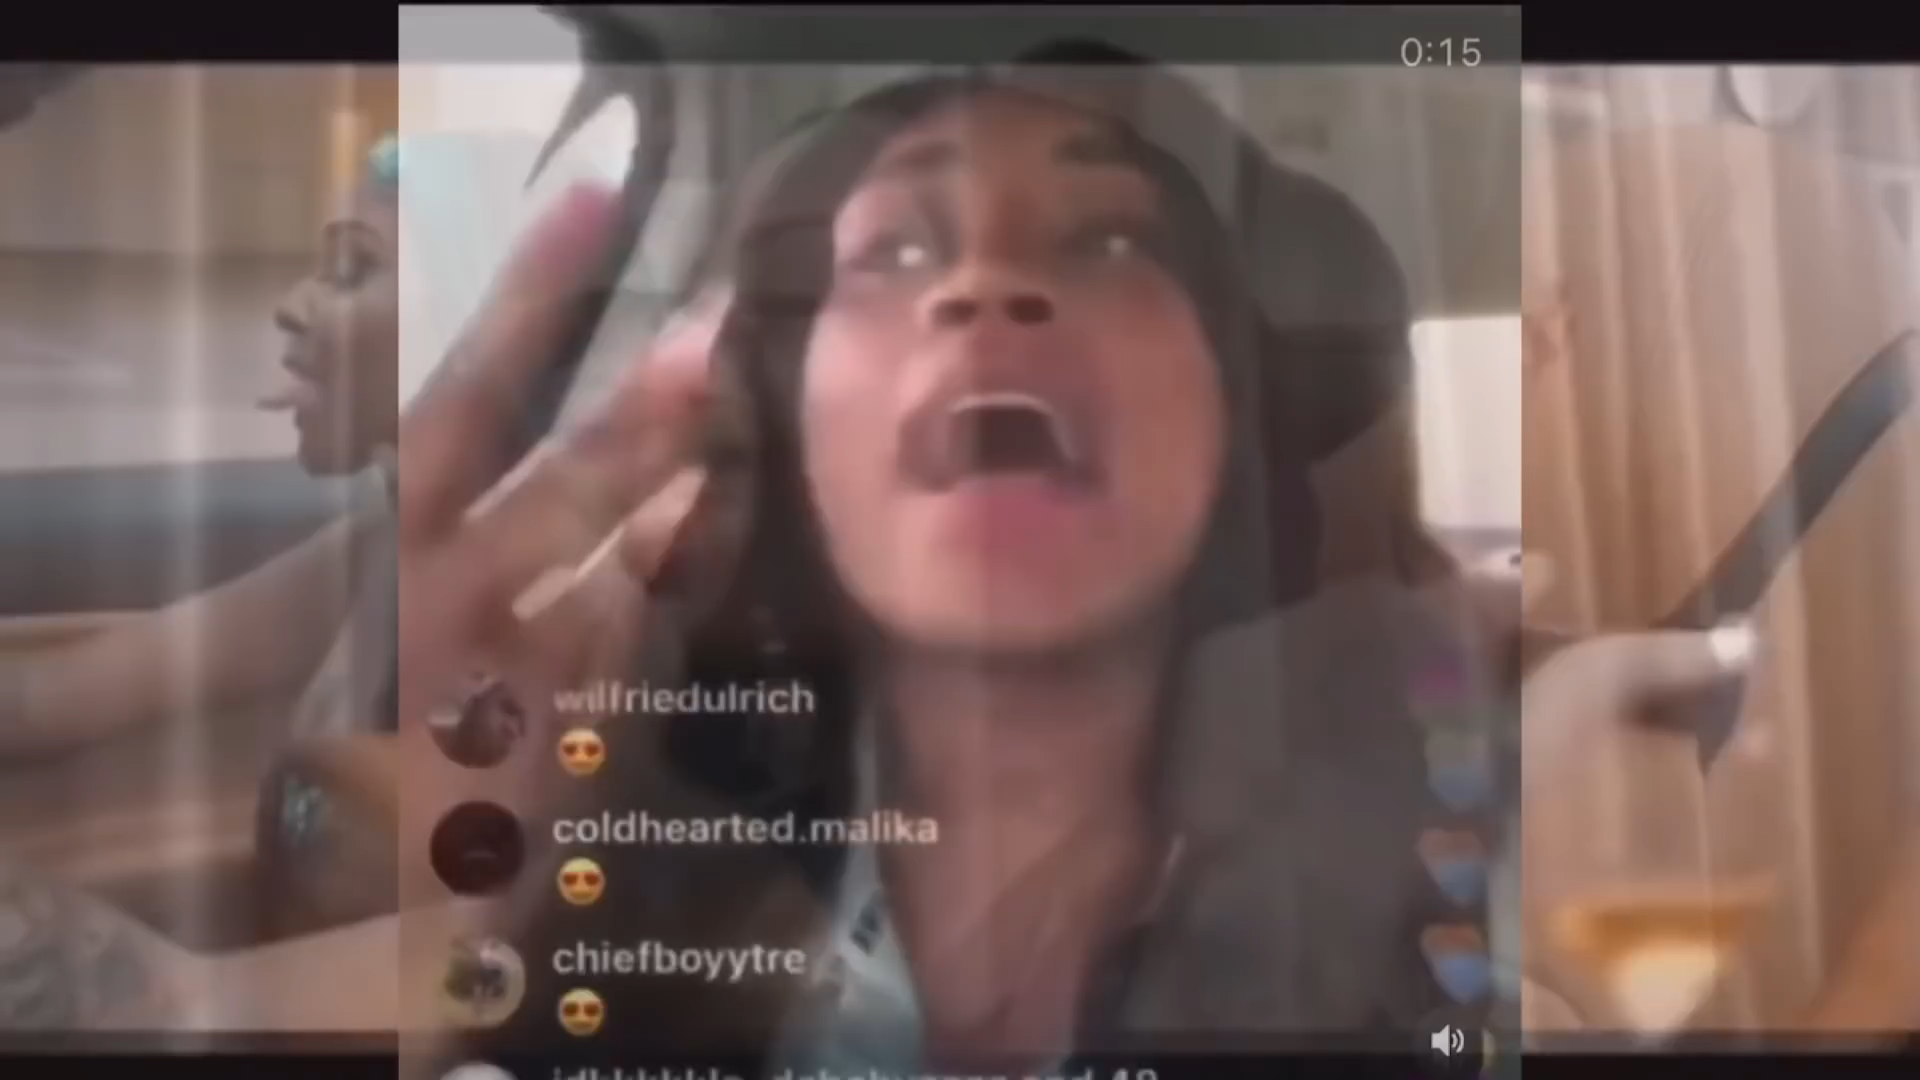 0:15
wilfriedulrich
😍
coldhearted.malika
😍
chiefboyytre
😍